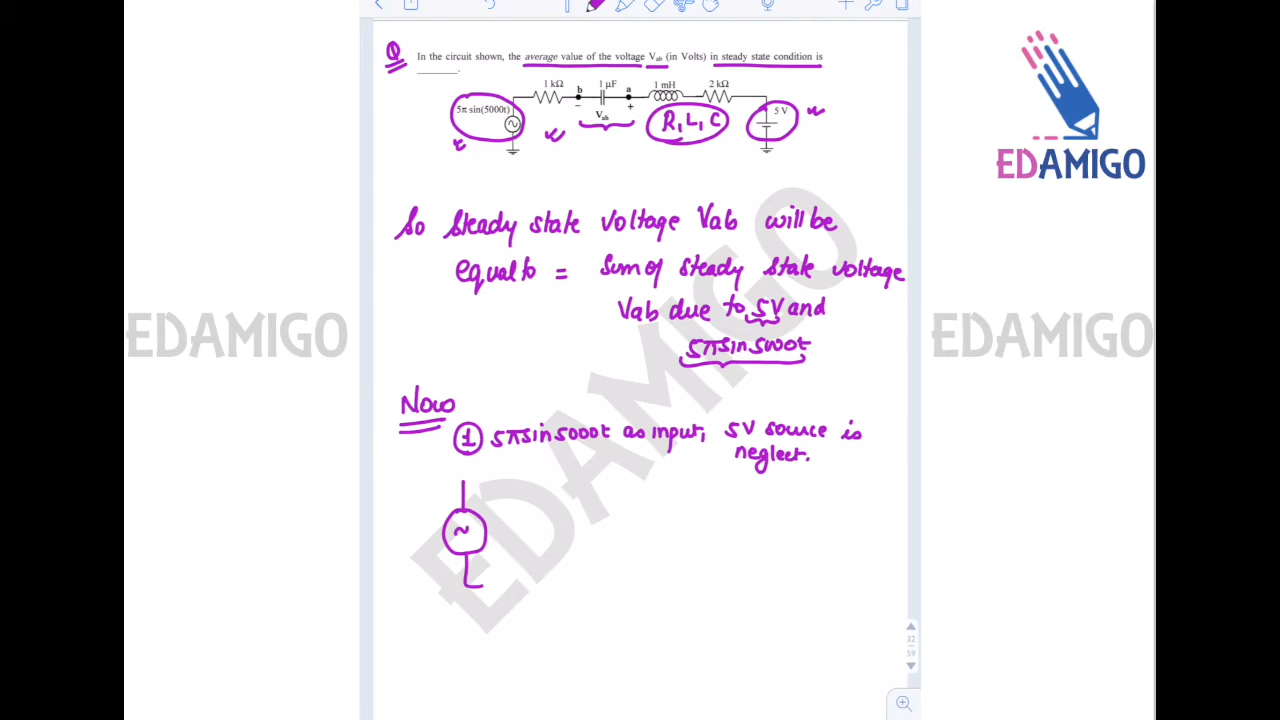 Q In the circuit shown, the average value of the voltage Vab (in Volts) in steady state condition is
_______.
1 kΩ b 1 µF a 1 mH 2 kΩ
5π sin(5000t) − Vab + R, L, C 5 V
So steady state voltage Vab will be
equal to = sum of steady state voltage
Vab due to 5V and
5π sin 5000t
Now
1 5π sin 5000t as input, 5V source is
neglect.
~
EDAMIGO
EDAMIGO
EDAMIGO
EDAMIGO
32
59